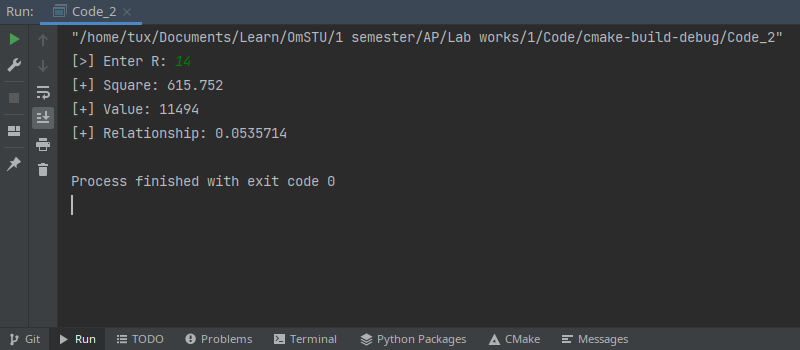 Run: Code_2 ×
"/home/tux/Documents/Learn/OmSTU/1 semester/AP/Lab works/1/Code/cmake-build-debug/Code_2"
[>] Enter R: 14
[+] Square: 615.752
[+] Value: 11494
[+] Relationship: 0.0535714
Process finished with exit code 0
Git Run TODO Problems Terminal Python Packages CMake Messages